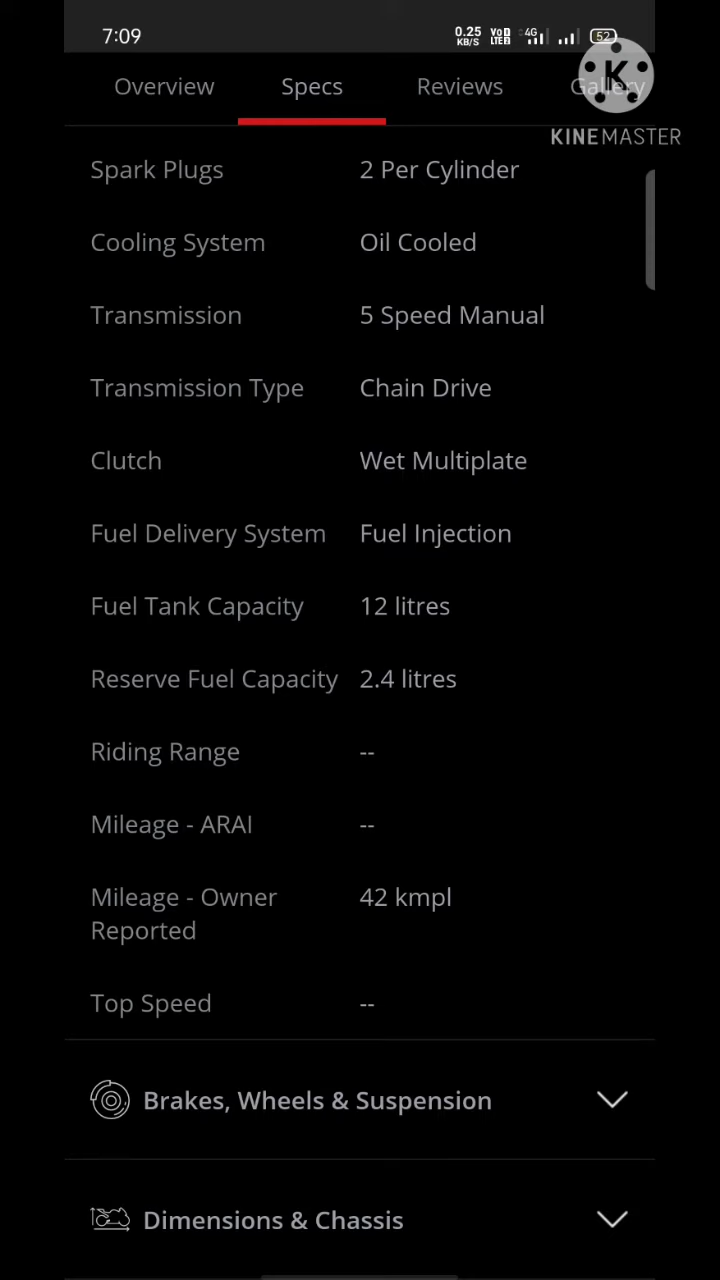 7:09
0.25 KB/S
4G
52
Overview Specs Reviews Gallery
K
KINEMASTER
Spark Plugs 2 Per Cylinder
Cooling System Oil Cooled
Transmission 5 Speed Manual
Transmission Type Chain Drive
Clutch Wet Multiplate
Fuel Delivery System Fuel Injection
Fuel Tank Capacity 12 litres
Reserve Fuel Capacity 2.4 litres
Riding Range --
Mileage - ARAI --
Mileage - Owner 42 kmpl
Reported
Top Speed --
Brakes, Wheels & Suspension
Dimensions & Chassis